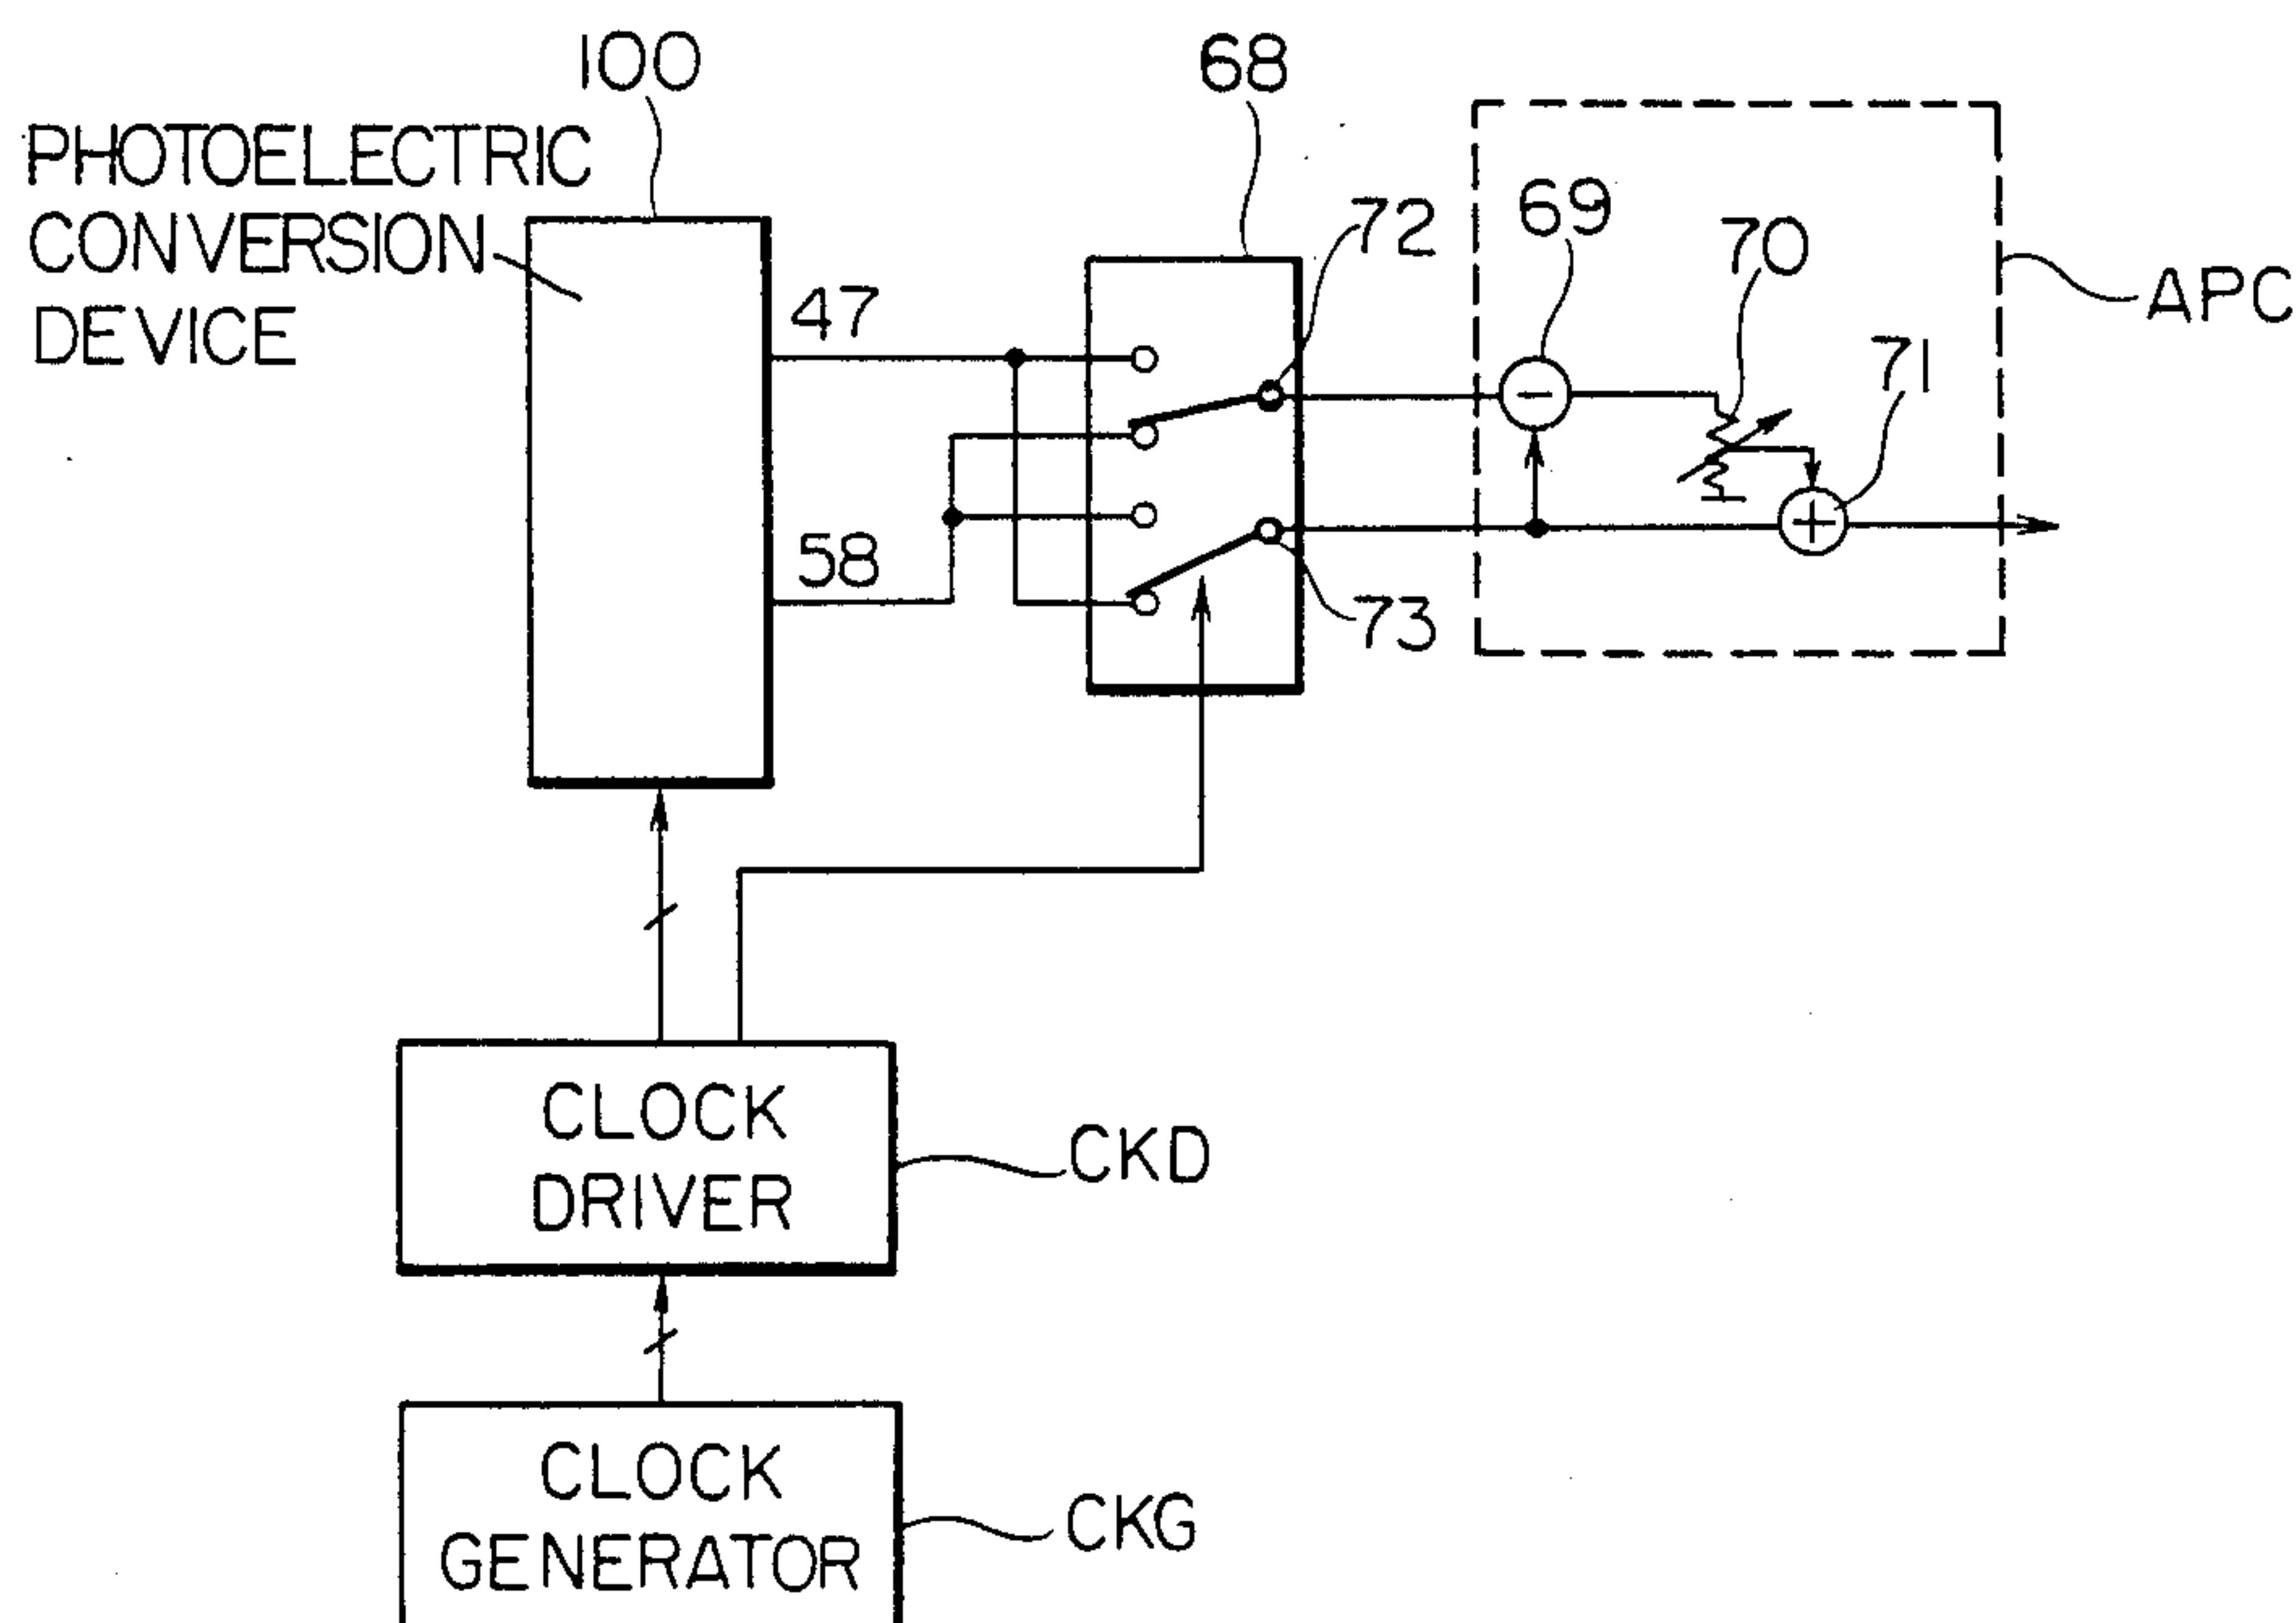 100
68
PHOTOELECTRIC
CONVERSION
DEVICE
72
69
70
APC
47
71
58
73
CLOCK
DRIVER
CKD
CLOCK
GENERATOR
CKG